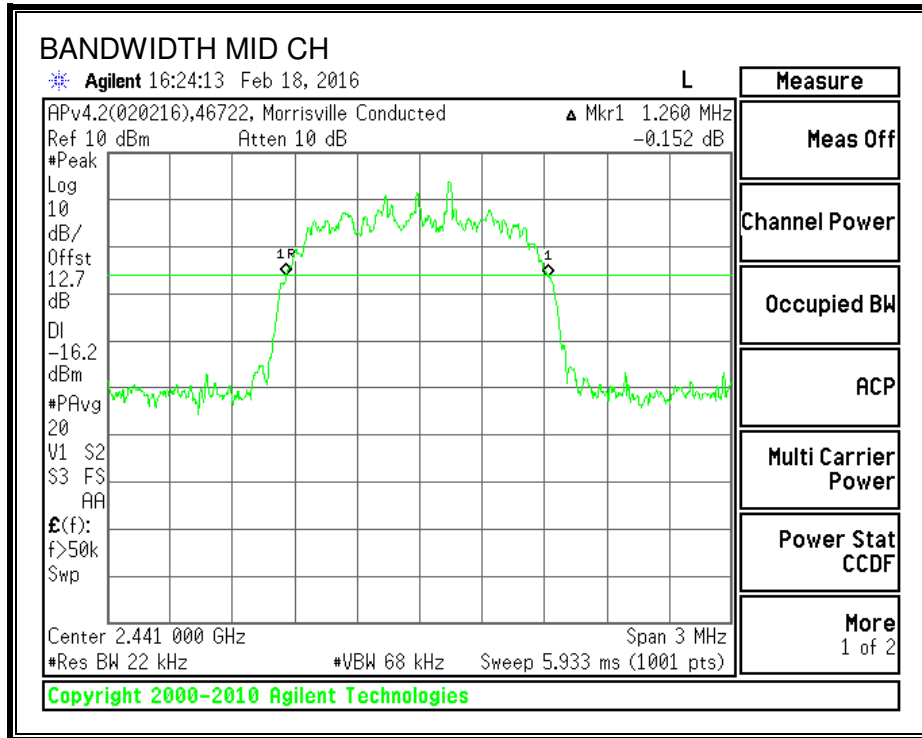 BANDWIDTH MID CH
Agilent 16:24:13 Feb 18, 2016 L
Measure
APv4.2(020216),46722, Morrisville Conducted Δ Mkr1 1.260 MHz
Ref 10 dBm Atten 10 dB -0.152 dB
#Peak
Log
10
dB/
Offst
12.7
dB
DI
-16.2
dBm
#PAvg
20
V1 S2
S3 FS
AA
£(f):
f>50k
Swp
1R
1
Center 2.441 000 GHz Span 3 MHz
#Res BW 22 kHz #VBW 68 kHz Sweep 5.933 ms (1001 pts)
Meas Off
Channel Power
Occupied BW
ACP
Multi Carrier
Power
Power Stat
CCDF
More
1 of 2
Copyright 2000-2010 Agilent Technologies